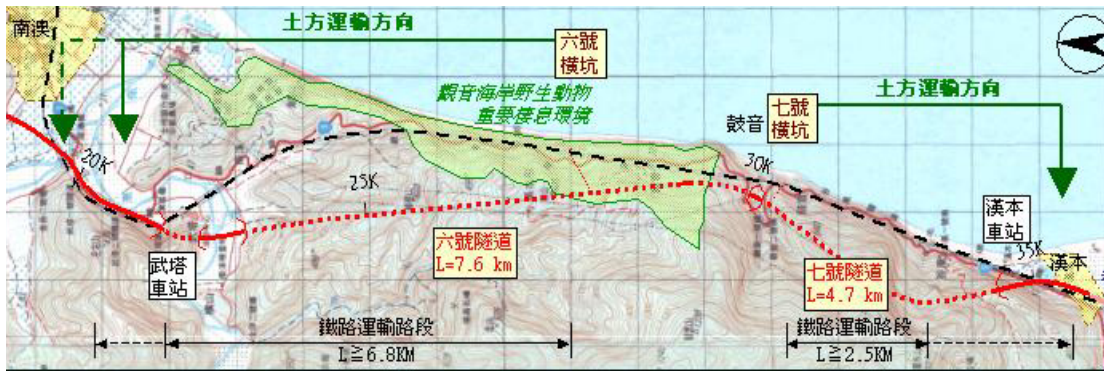 南澳
土方運輸方向
六號
橫坑
觀音海岸野生動物
重要棲息環境
土方運輸方向
鼓音
七號
橫坑
20K
25K
30K
35K
漢本
車站
漢本
武塔
車站
六號隧道
L=7.6 km
七號隧道
L=4.7 km
鐵路運輸路段
L≧6.8KM
鐵路運輸路段
L≧2.5KM